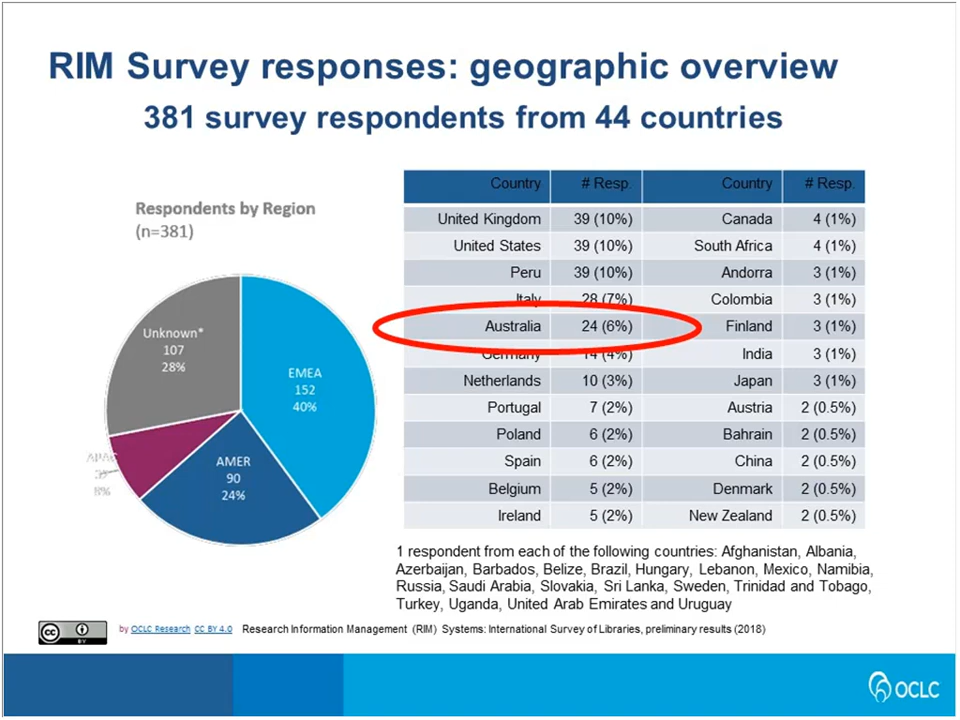 RIM Survey responses: geographic overview
381 survey respondents from 44 countries
Respondents by Region
(n=381)
Unknown*
107
28%
EMEA
152
40%
AMER
90
24%
APAC
8%
Country # Resp. Country # Resp.
United Kingdom 39 (10%) Canada 4 (1%)
United States 39 (10%) South Africa 4 (1%)
Peru 39 (10%) Andorra 3 (1%)
Italy 28 (7%) Colombia 3 (1%)
Australia 24 (6%) Finland 3 (1%)
Germany 14 (4%) India 3 (1%)
Netherlands 10 (3%) Japan 3 (1%)
Portugal 7 (2%) Austria 2 (0.5%)
Poland 6 (2%) Bahrain 2 (0.5%)
Spain 6 (2%) China 2 (0.5%)
Belgium 5 (2%) Denmark 2 (0.5%)
Ireland 5 (2%) New Zealand 2 (0.5%)
1 respondent from each of the following countries: Afghanistan, Albania,
Azerbaijan, Barbados, Belize, Brazil, Hungary, Lebanon, Mexico, Namibia,
Russia, Saudi Arabia, Slovakia, Sri Lanka, Sweden, Trinidad and Tobago,
Turkey, Uganda, United Arab Emirates and Uruguay
cc BY by OCLC Research CC BY 4.0 Research Information Management (RIM) Systems: International Survey of Libraries, preliminary results (2018)
OCLC